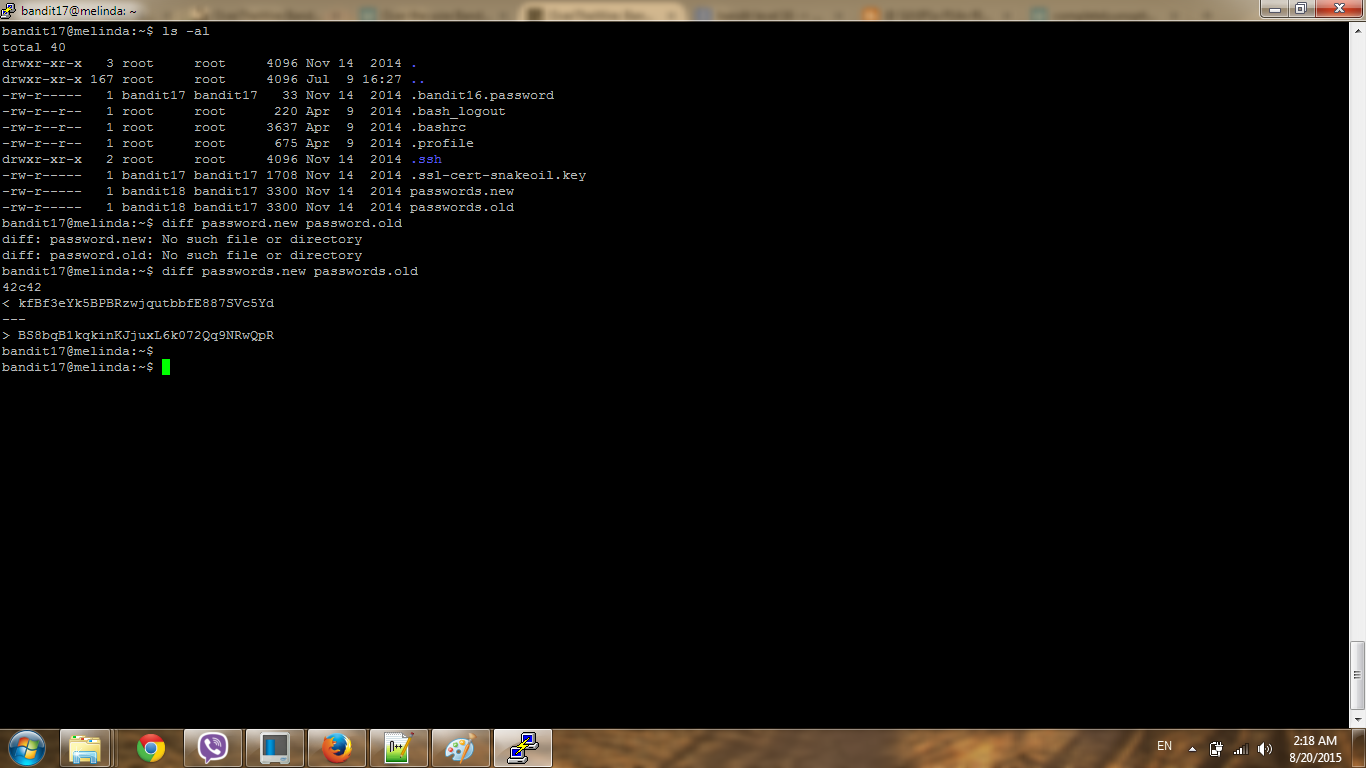 bandit17@melinda: ~
bandit17@melinda:~$ ls -al
total 40
drwxr-xr-x   3 root     root     4096 Nov 14  2014 .
drwxr-xr-x 167 root     root     4096 Jul  9 16:27 ..
-rw-r-----   1 bandit17 bandit17   33 Nov 14  2014 .bandit16.password
-rw-r--r--   1 root     root      220 Apr  9  2014 .bash_logout
-rw-r--r--   1 root     root     3637 Apr  9  2014 .bashrc
-rw-r--r--   1 root     root      675 Apr  9  2014 .profile
drwxr-xr-x   2 root     root     4096 Nov 14  2014 .ssh
-rw-r-----   1 bandit17 bandit17 1708 Nov 14  2014 .ssl-cert-snakeoil.key
-rw-r-----   1 bandit18 bandit17 3300 Nov 14  2014 passwords.new
-rw-r-----   1 bandit18 bandit17 3300 Nov 14  2014 passwords.old
bandit17@melinda:~$ diff password.new password.old
diff: password.new: No such file or directory
diff: password.old: No such file or directory
bandit17@melinda:~$ diff passwords.new passwords.old
42c42
< kfBf3eYk5BPBRzwjqutbbfE887SVc5Yd
---
> BS8bqB1kqkinKJjuxL6k072Qq9NRwQpR
bandit17@melinda:~$
bandit17@melinda:~$
EN
2:18 AM
8/20/2015